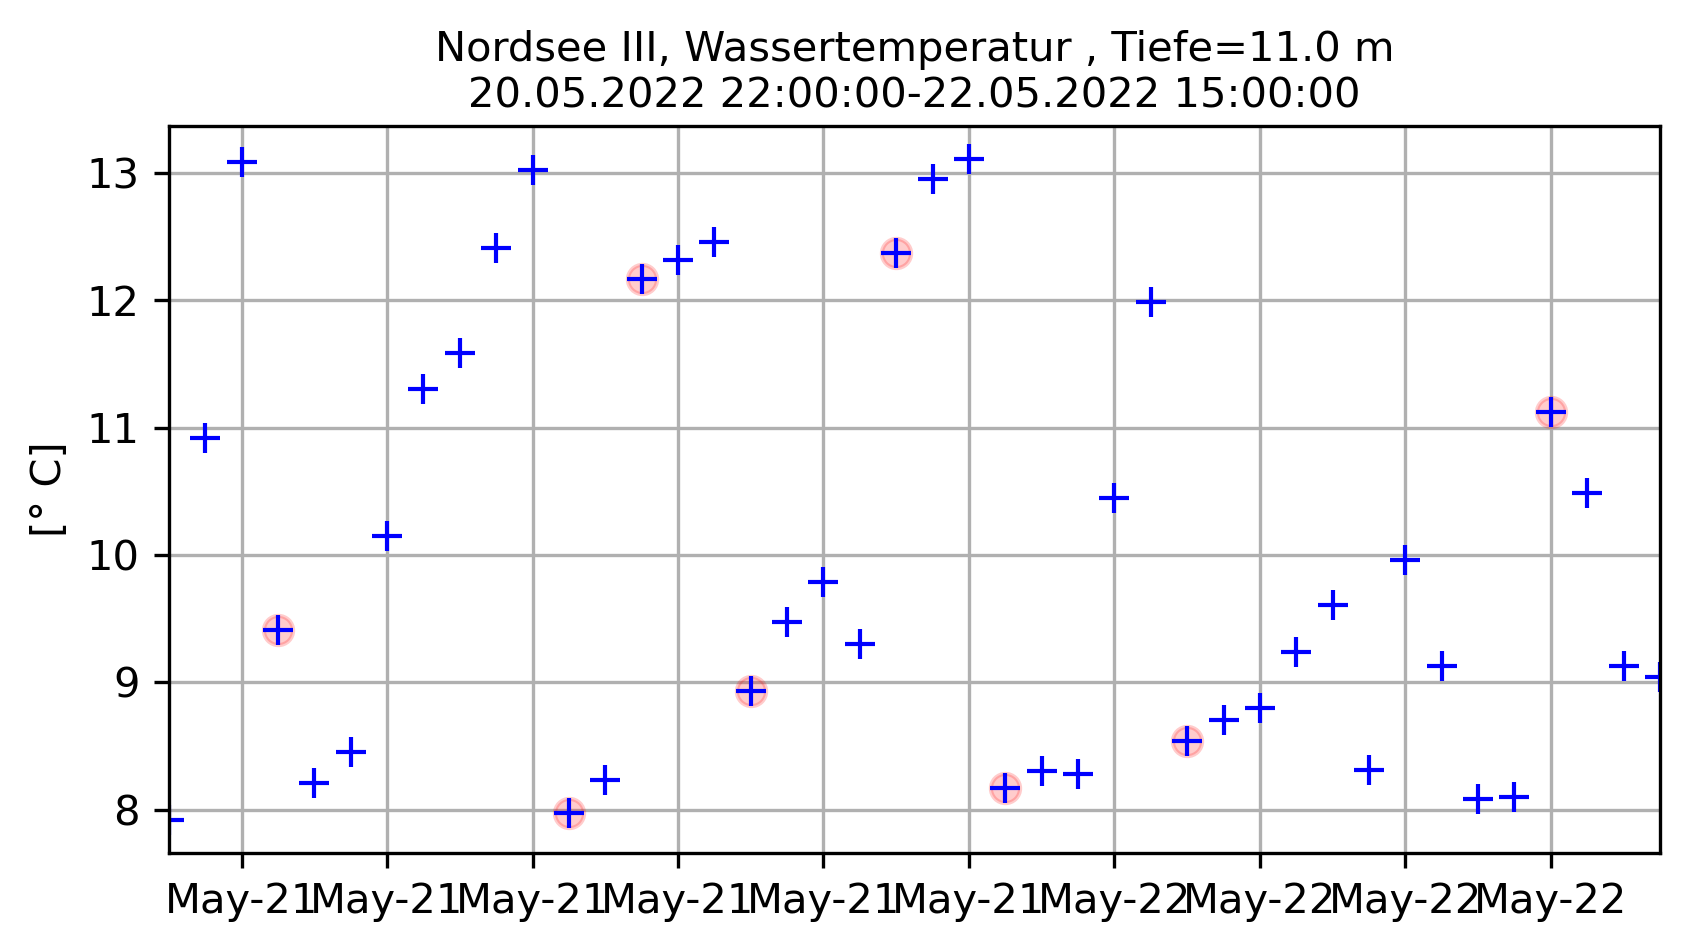 Nordsee III, Wassertemperatur , Tiefe=11.0 m
20.05.2022 22:00:00-22.05.2022 15:00:00
13
12
11
10
9
8
[° C]
May-21 May-21 May-21 May-21 May-21 May-21 May-22 May-22 May-22 May-22